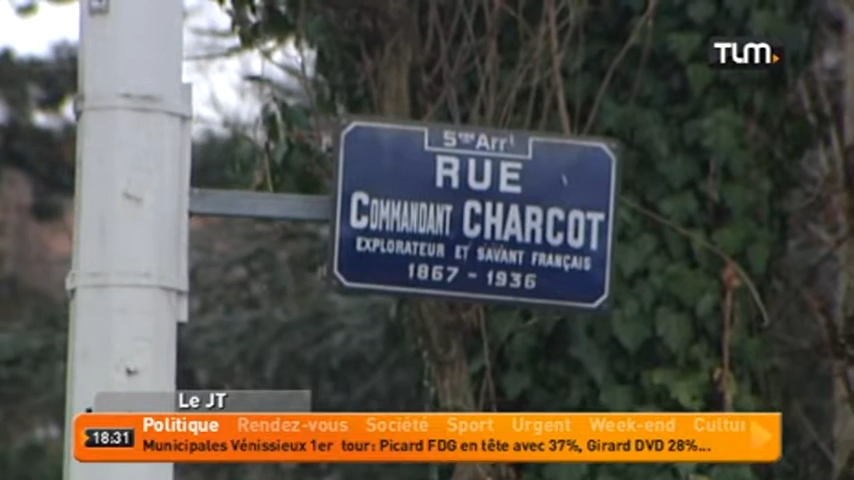 TLM
5me Arrt
RUE
COMMANDANT CHARCOT
EXPLORATEUR ET SAVANT FRANÇAIS
1867 - 1936
Le JT
18:31
Politique Rendez-vous Société Sport Urgent Week-end Cultu
Municipales Vénissieux 1er tour: Picard FDG en tête avec 37%, Girard DVD 28%...